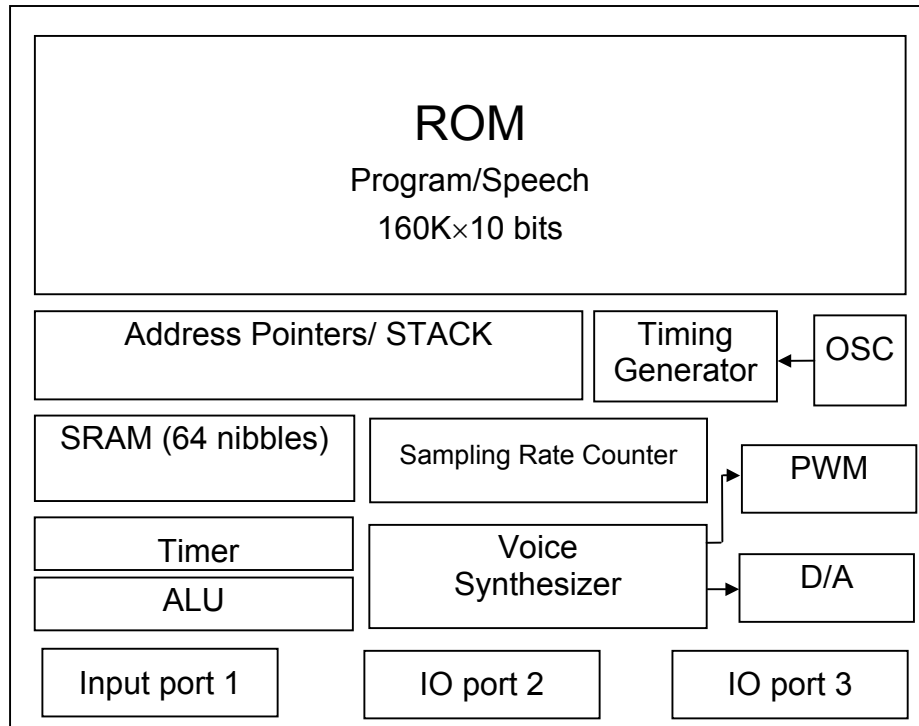 ROM
Program/Speech
160K×10 bits
Address Pointers/ STACK
Timing
Generator
OSC
SRAM (64 nibbles)
Sampling Rate Counter
PWM
Timer
Voice
Synthesizer
D/A
ALU
Input port 1
IO port 2
IO port 3